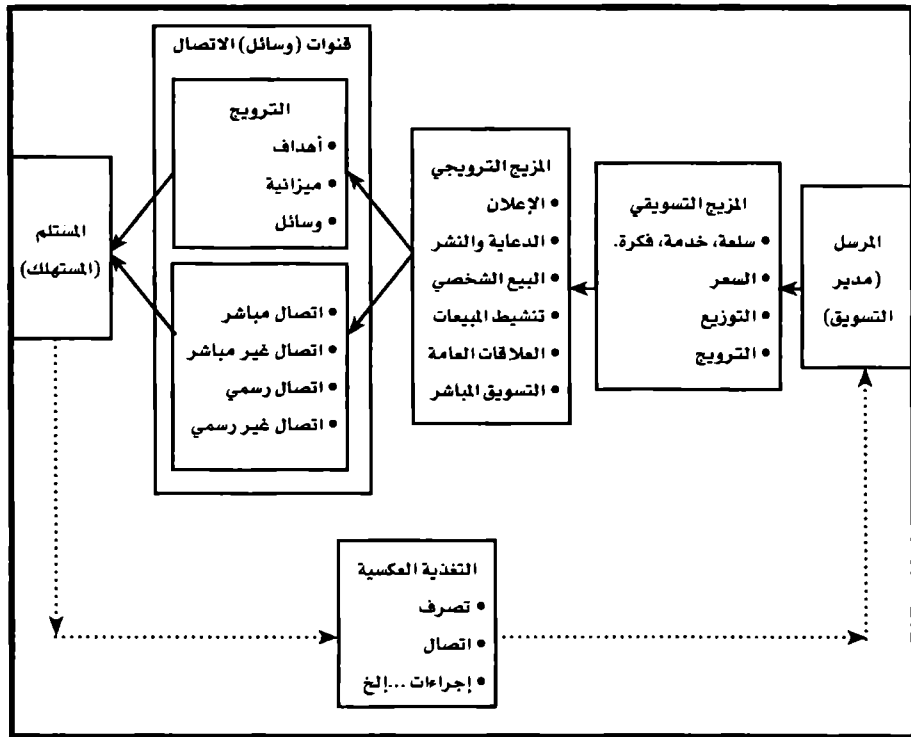 المرسل
(مدير
التسويق)
المزيج التسويقي
• سلعة، خدمة، فكرة.
• السعر
• التوزيع
• الترويج
المزيج الترويجي
• الإعلان
• الدعاية والنشر
• البيع الشخصي
• تنشيط المبيعات
• العلاقات العامة
• التسويق المباشر
قنوات (وسائل) الاتصال
الترويج
• أهداف
• ميزانية
• وسائل
• اتصال مباشر
• اتصال غير مباشر
• اتصال رسمي
• اتصال غير رسمي
المستلم
(المستهلك)
التغذية العكسية
• تصرف
• اتصال
• إجراءات ...إلخ